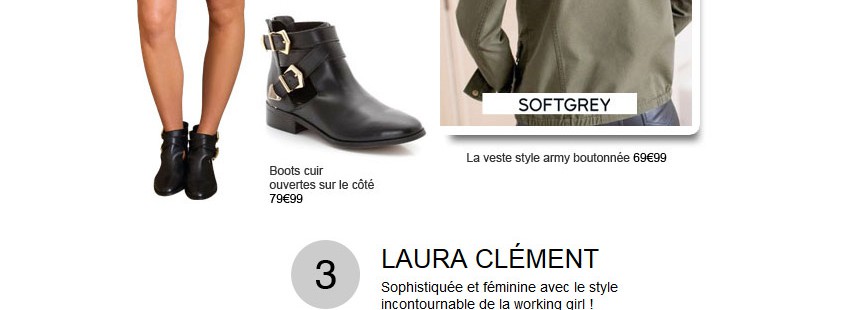 SOFTGREY
La veste style army boutonnée 69€99
Boots cuir
ouvertes sur le côté
79€99
3
LAURA CLÉMENT
Sophistiquée et féminine avec le style
incontournable de la working girl !